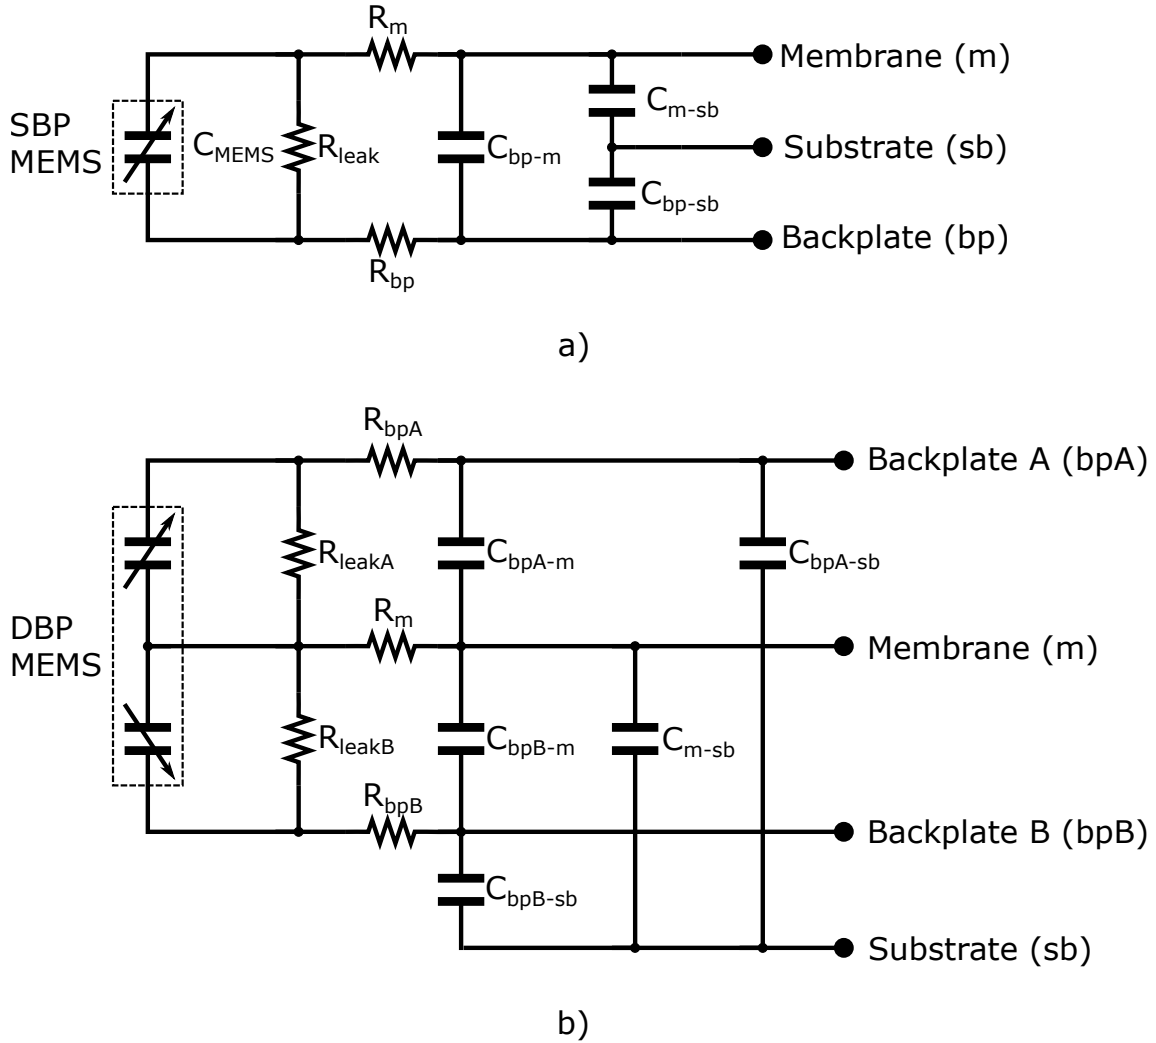 R_m
Membrane (m)
SBP
MEMS
C_MEMS
R_leak
C_bp-m
C_m-sb
Substrate (sb)
C_bp-sb
Backplate (bp)
R_bp
a)
R_bpA
Backplate A (bpA)
R_leakA
C_bpA-m
C_bpA-sb
DBP
MEMS
R_m
Membrane (m)
R_leakB
C_bpB-m
C_m-sb
R_bpB
Backplate B (bpB)
C_bpB-sb
Substrate (sb)
b)